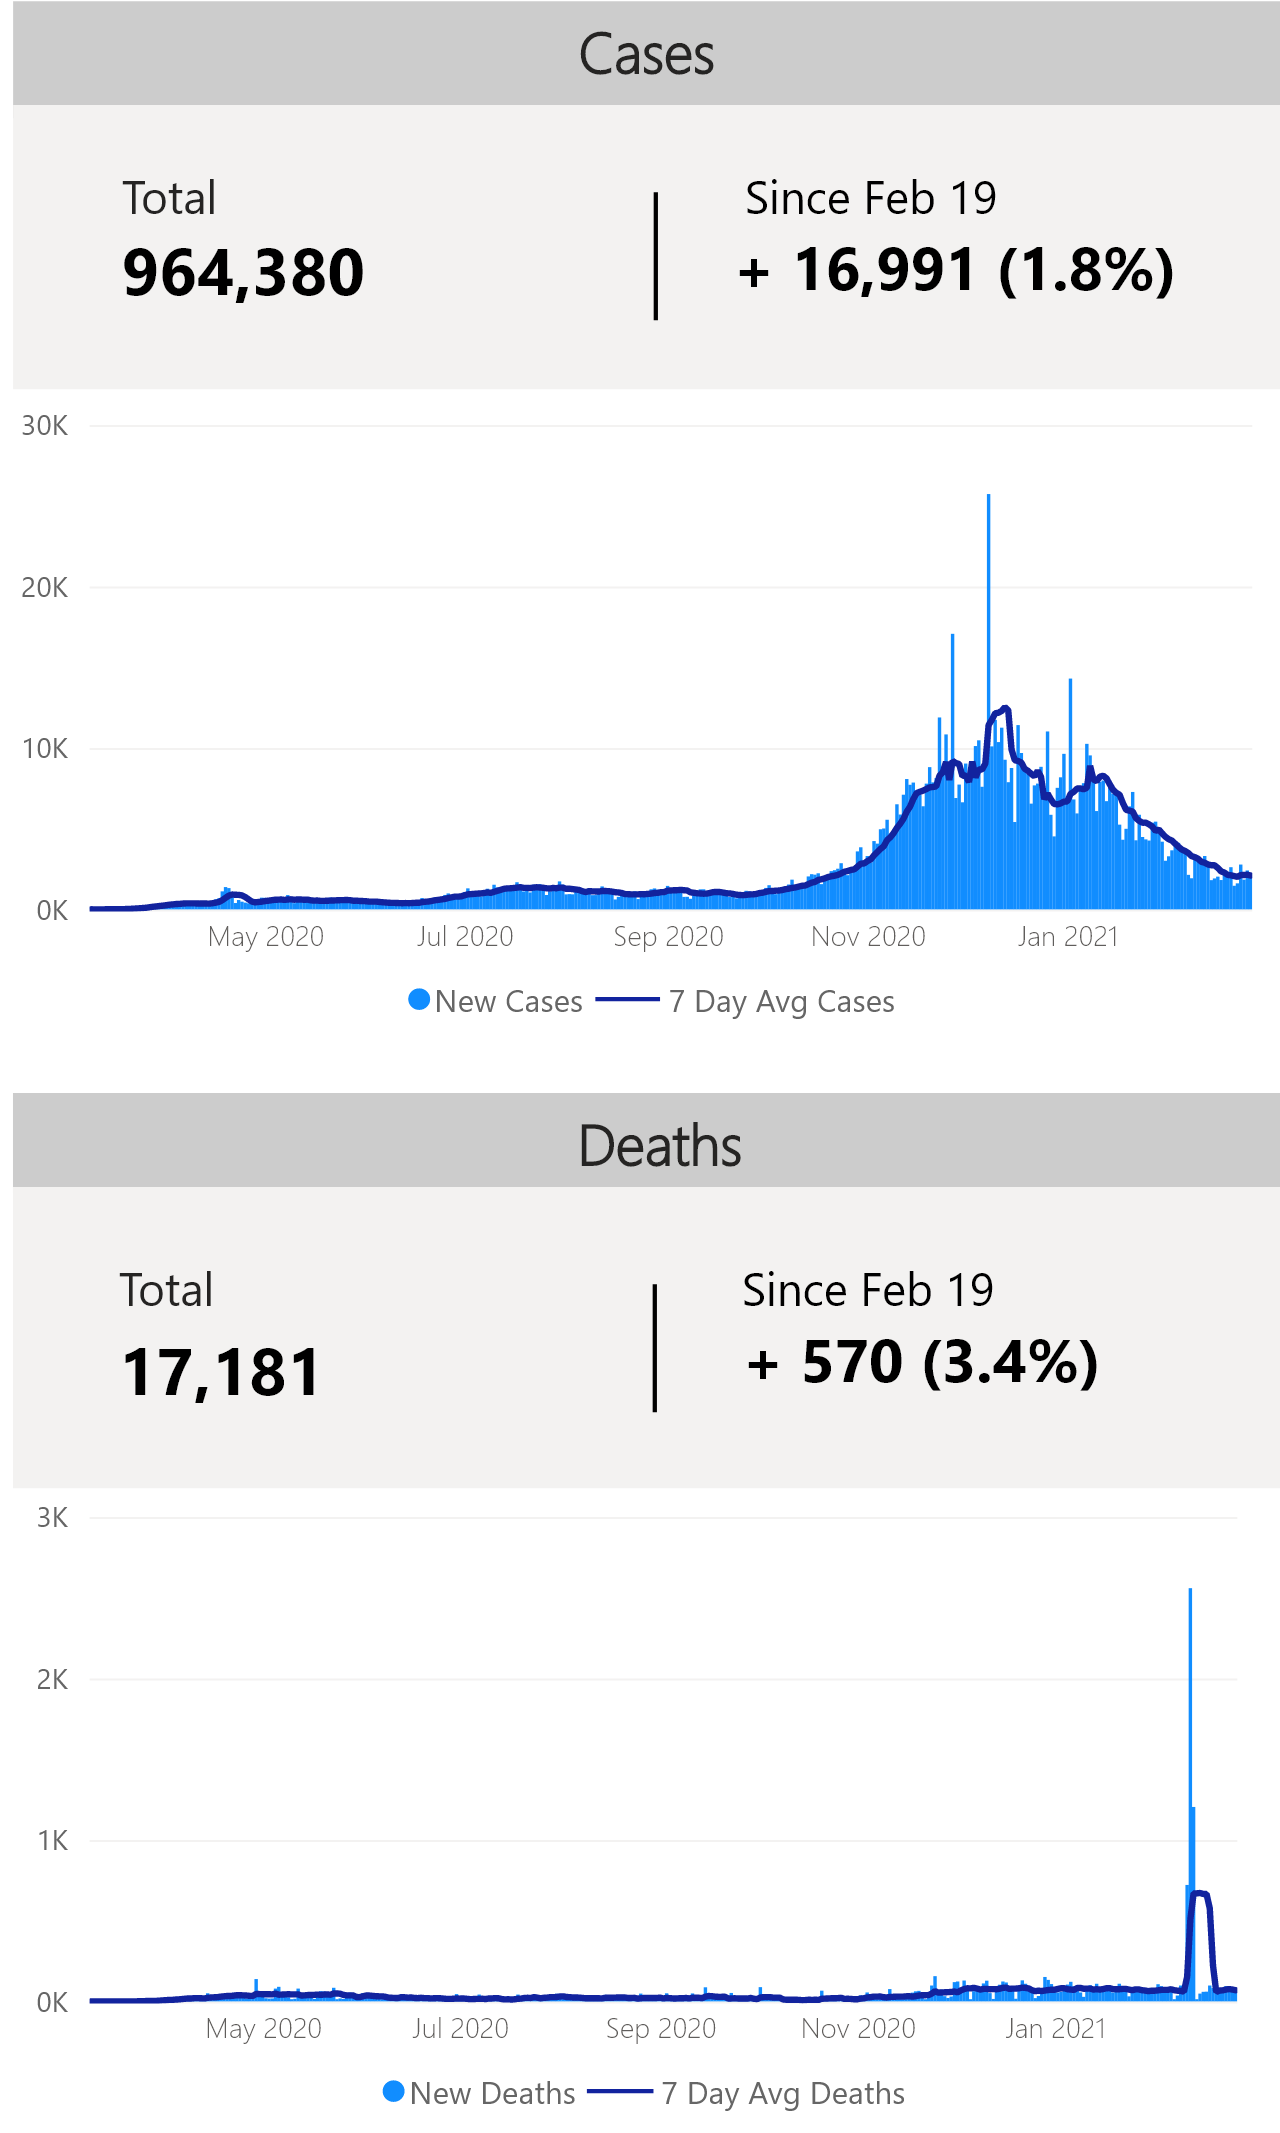 Cases
Total
Since Feb 19
964,380
+ 16,991 (1.8%)
30K
20K
10K
0K
May 2020 Jul 2020 Sep 2020 Nov 2020 Jan 2021
New Cases 7 Day Avg Cases
Deaths
Total
Since Feb 19
17,181
+ 570 (3.4%)
3K
2K
1K
0K
May 2020 Jul 2020 Sep 2020 Nov 2020 Jan 2021
New Deaths 7 Day Avg Deaths